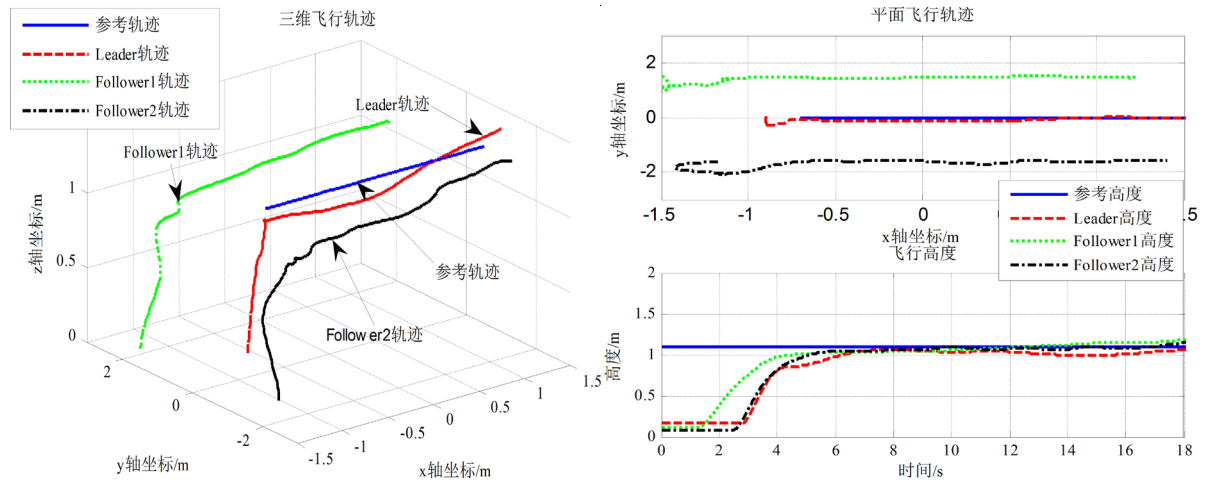 三维飞行轨迹
参考轨迹
Leader轨迹
Follower1轨迹
Follower2轨迹
Leader轨迹
Follower1轨迹
参考轨迹
Follower2轨迹
z轴坐标/m
1
0.5
0
2
0
-2
y轴坐标/m
-1.5
-1
-0.5
0
0.5
1
1.5
x轴坐标/m
平面飞行轨迹
y轴坐标/m
2
0
-2
-1.5
-1
-0.5
0
.5
x轴坐标/m
参考高度
Leader高度
Follower1高度
Follower2高度
飞行高度
高度/m
2
1.5
1
0.5
0
0
2
4
6
8
10
12
14
16
18
时间/s